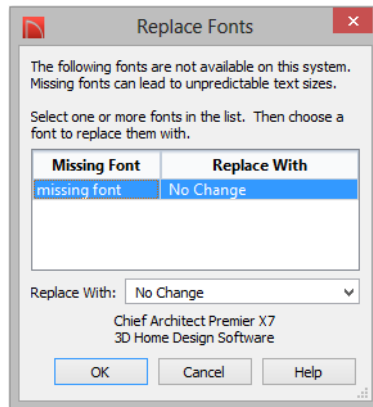 Replace Fonts
The following fonts are not available on this system.
Missing fonts can lead to unpredictable text sizes.
Select one or more fonts in the list. Then choose a
font to replace them with.
Missing Font Replace With
missing font No Change
Replace With: No Change
Chief Architect Premier X7
3D Home Design Software
OK Cancel Help